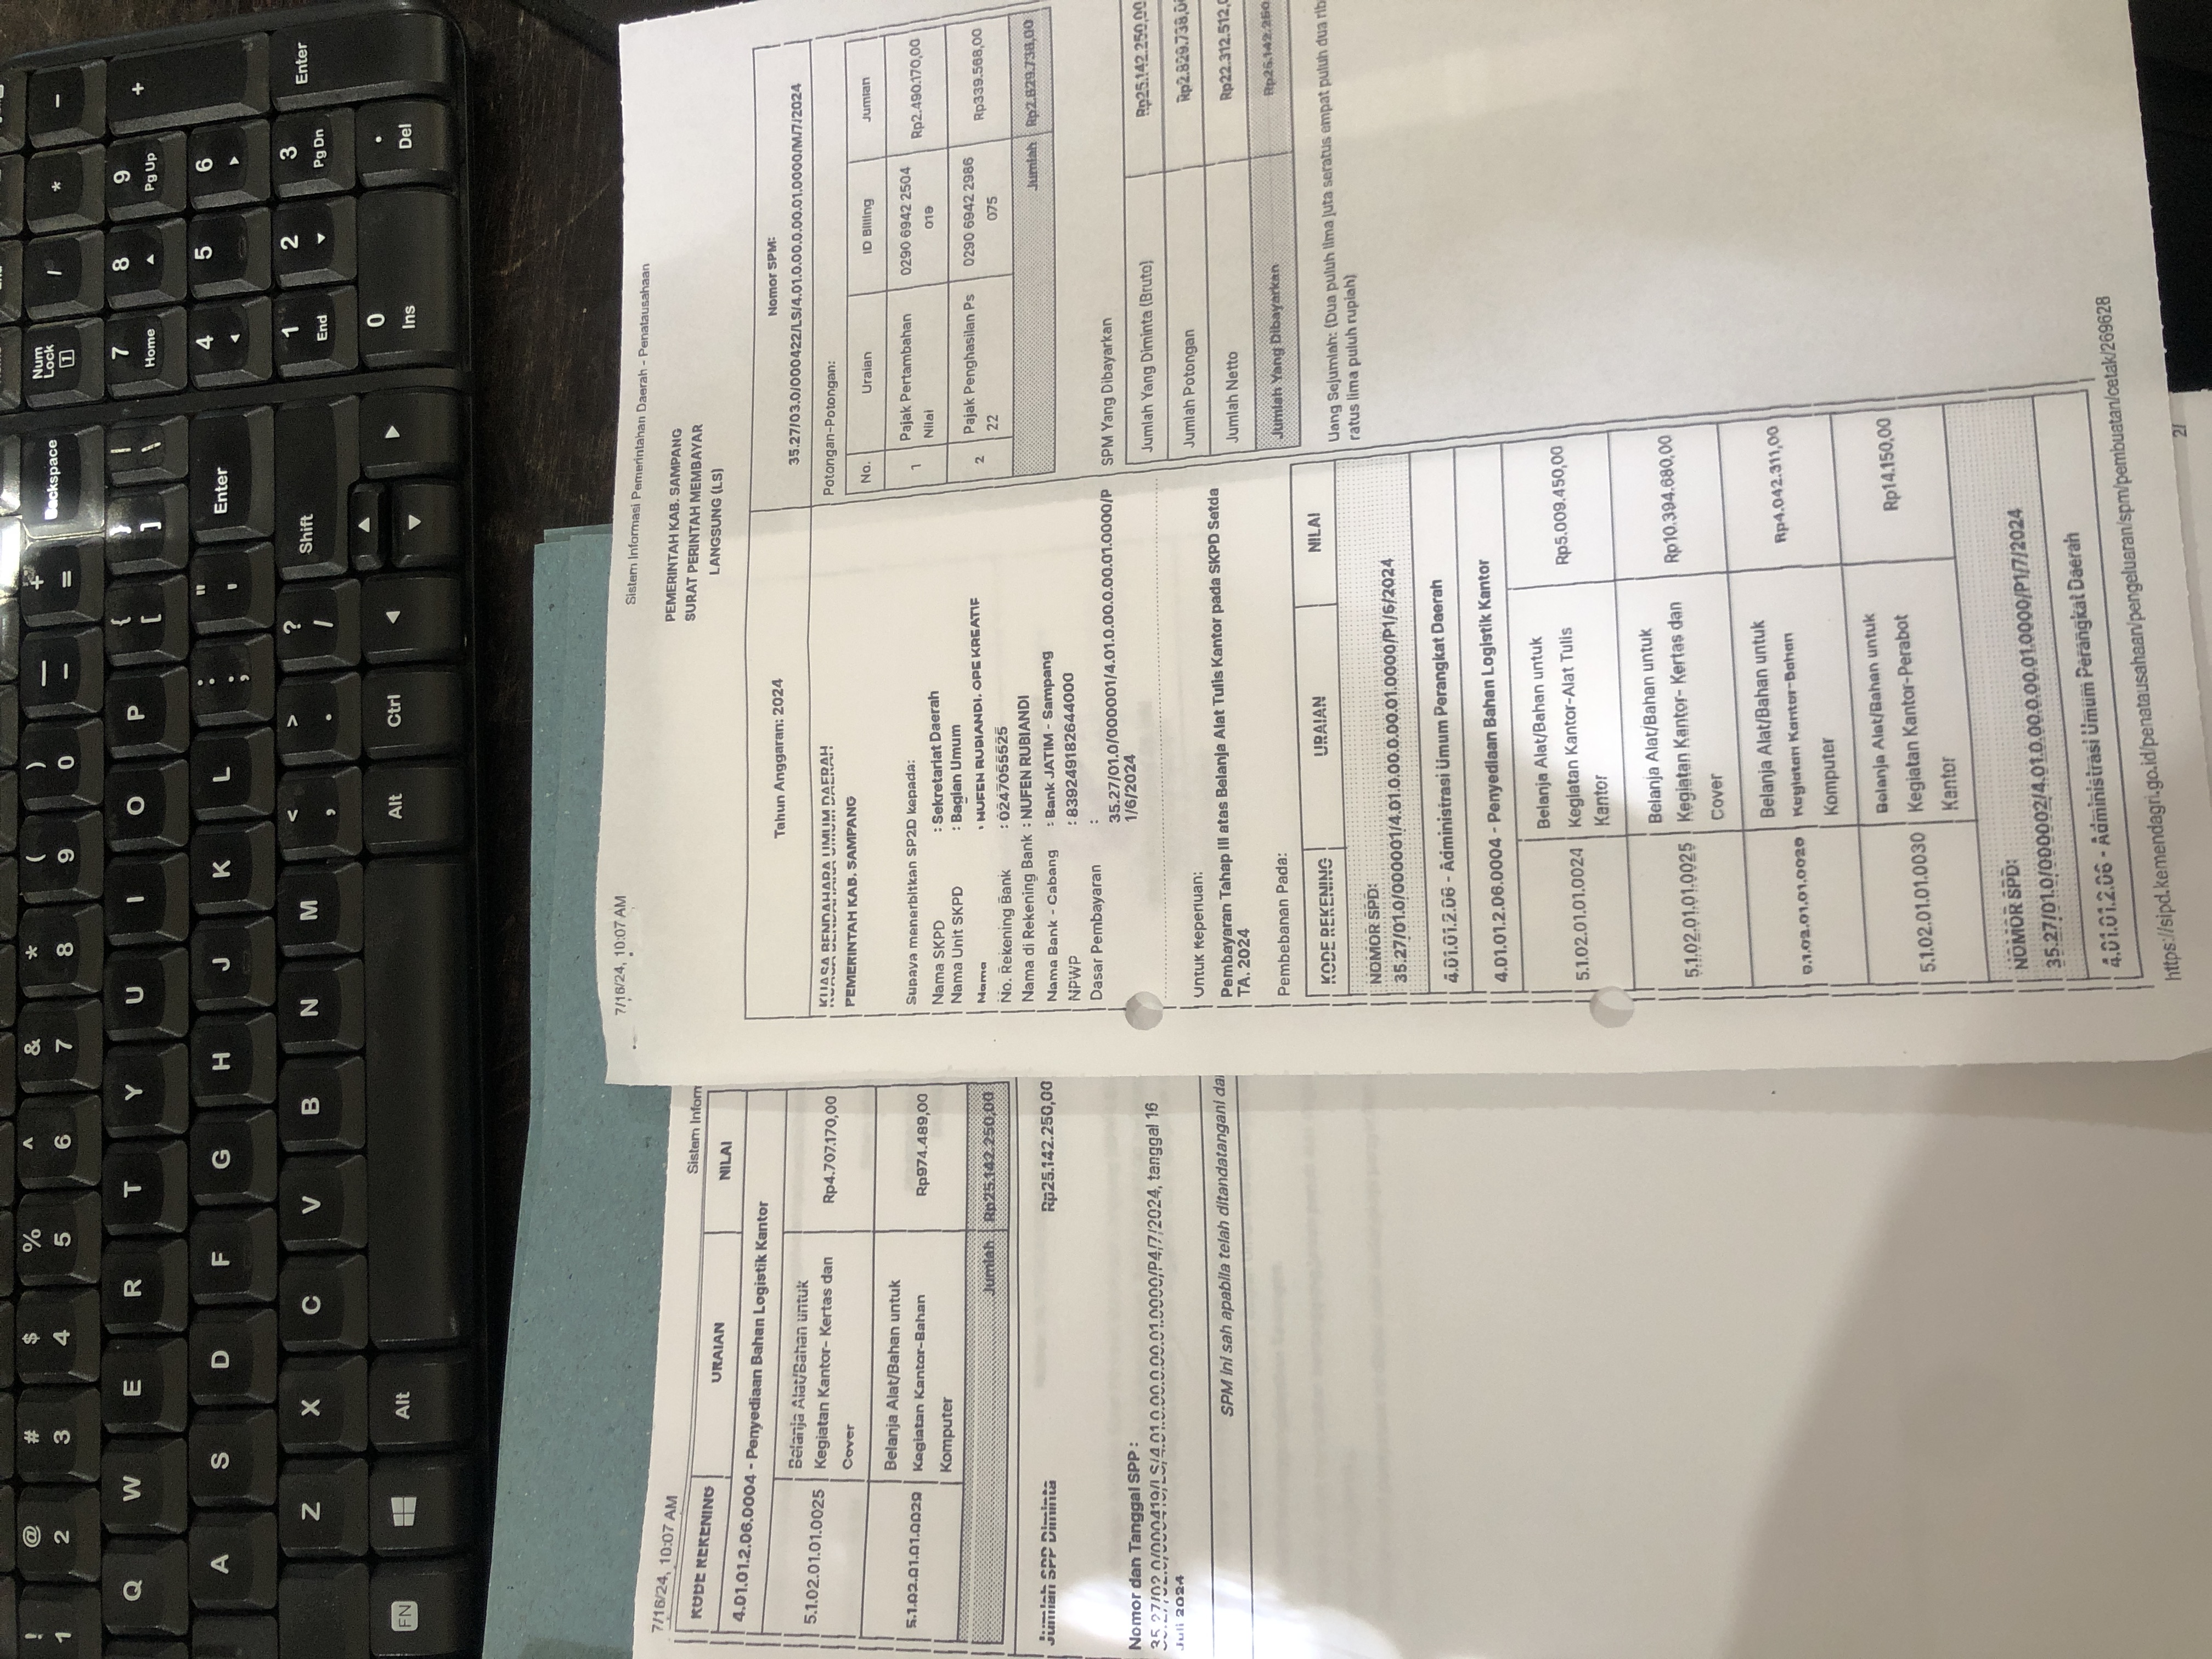 !
1
@
2
#
3
$
4
%
5
^
6
&
7
*
8
(
9
)
0
—
–
+
=
Backspace
Num
Lock
1
/
*
-
Q W E R T Y U I O P
{
[
}
]
|
\
7
Home
8
9
Pg Up
+
A S D F G H J K L
:
;
"
'
Enter
4
5
6
Z X C V B N M
<
,
>
.
?
/
Shift
1
End
2
3
Pg Dn
Enter
FN
Alt
Alt
Ctrl
0
Ins
.
Del
7/16/24, 10:07 AM
Sistem Inform
KODE REKENING URAIAN NILAI
4.01.01.2.06.0004 - Penyediaan Bahan Logistik Kantor
5.1.02.01.01.0025
Belanja Alat/Bahan untuk
Kegiatan Kantor- Kertas dan
Cover
Rp4.707.170,00
5.1.02.01.01.0029
Belanja Alat/Bahan untuk
Kegiatan Kantor-Bahan
Komputer
Rp974.489,00
Jumlah Rp25.142.250,00
Jumlah SPP Diminta Rp25.142.250,00
Nomor dan Tanggal SPP :
35.27/02.0/000419/LS/4.01.0.00.0.00.01.0000/P4/7/2024, tanggal 16
Juli 2024
SPM ini sah apabila telah ditandatangani da
7/16/24, 10:07 AM
Sistem Informasi Pemerintahan Daerah - Penatausahaan
PEMERINTAH KAB. SAMPANG
SURAT PERINTAH MEMBAYAR
LANGSUNG (LS)
Tahun Anggaran: 2024
Nomor SPM:
35.27/03.0/000422/LS/4.01.0.00.0.00.01.0000/M/7/2024
KUASA BENDAHARA UMUM DAERAH
PEMERINTAH KAB. SAMPANG
Supaya menerbitkan SP2D kepada:
Nama SKPD : Sekretariat Daerah
Nama Unit SKPD : Bagian Umum
Nama : NUFEN RUBIANDI. OPE KREATIF
No. Rekening Bank : 0247055525
Nama di Rekening Bank : NUFEN RUBIANDI
Nama Bank - Cabang : Bank JATIM - Sampang
NPWP : 839249182644000
Dasar Pembayaran :
35.27/01.0/000001/4.01.0.00.0.00.01.0000/P
1/6/2024
Untuk Keperluan:
Pembayaran Tahap III atas Belanja Alat Tulis Kantor pada SKPD Setda
TA. 2024
Pembebanan Pada:
KODE REKENING URAIAN NILAI
NOMOR SPD:
35.27/01.0/000001/4.01.0.00.0.00.01.0000/P1/6/2024
4.01.01.2.06 - Administrasi Umum Perangkat Daerah
4.01.01.2.06.0004 - Penyediaan Bahan Logistik Kantor
5.1.02.01.01.0024
Belanja Alat/Bahan untuk
Kegiatan Kantor-Alat Tulis
Kantor
Rp5.009.450,00
5.1.02.01.01.0025
Belanja Alat/Bahan untuk
Kegiatan Kantor- Kertas dan
Cover
Rp10.394.680,00
Belanja Alat/Bahan untuk
Kegiatan Kantor-Bahan
Komputer
Rp4.042.311,00
5.1.02.01.01.0030
Belanja Alat/Bahan untuk
Kegiatan Kantor-Perabot
Kantor
Rp14.150,00
NOMOR SPD:
35.27/01.0/000002/4.01.0.00.0.00.01.0000/P1/7/2024
4.01.01.2.06 - Administrasi Umum Perangkat Daerah
Potongan-Potongan:
No. Uraian ID Billing Jumlah
1
Pajak Pertambahan
Nilai
0290 6942 2504
019
Rp2.490.170,00
2
Pajak Penghasilan Ps
22
0290 6942 2986
075
Rp339.568,00
Jumlah Rp2.829.738,00
SPM Yang Dibayarkan
Jumlah Yang Diminta (Bruto) Rp25.142.250,00
Jumlah Potongan Rp2.829.738,0
Jumlah Netto Rp22.312.512,
Jumlah Yang Dibayarkan Rp25.142.250
Uang Sejumlah: (Dua puluh lima juta seratus empat puluh dua rib
ratus lima puluh rupiah)
https://sipd.kemendagri.go.id/penatausahaan/pengeluaran/spm/pembuatan/cetak/269628
2/